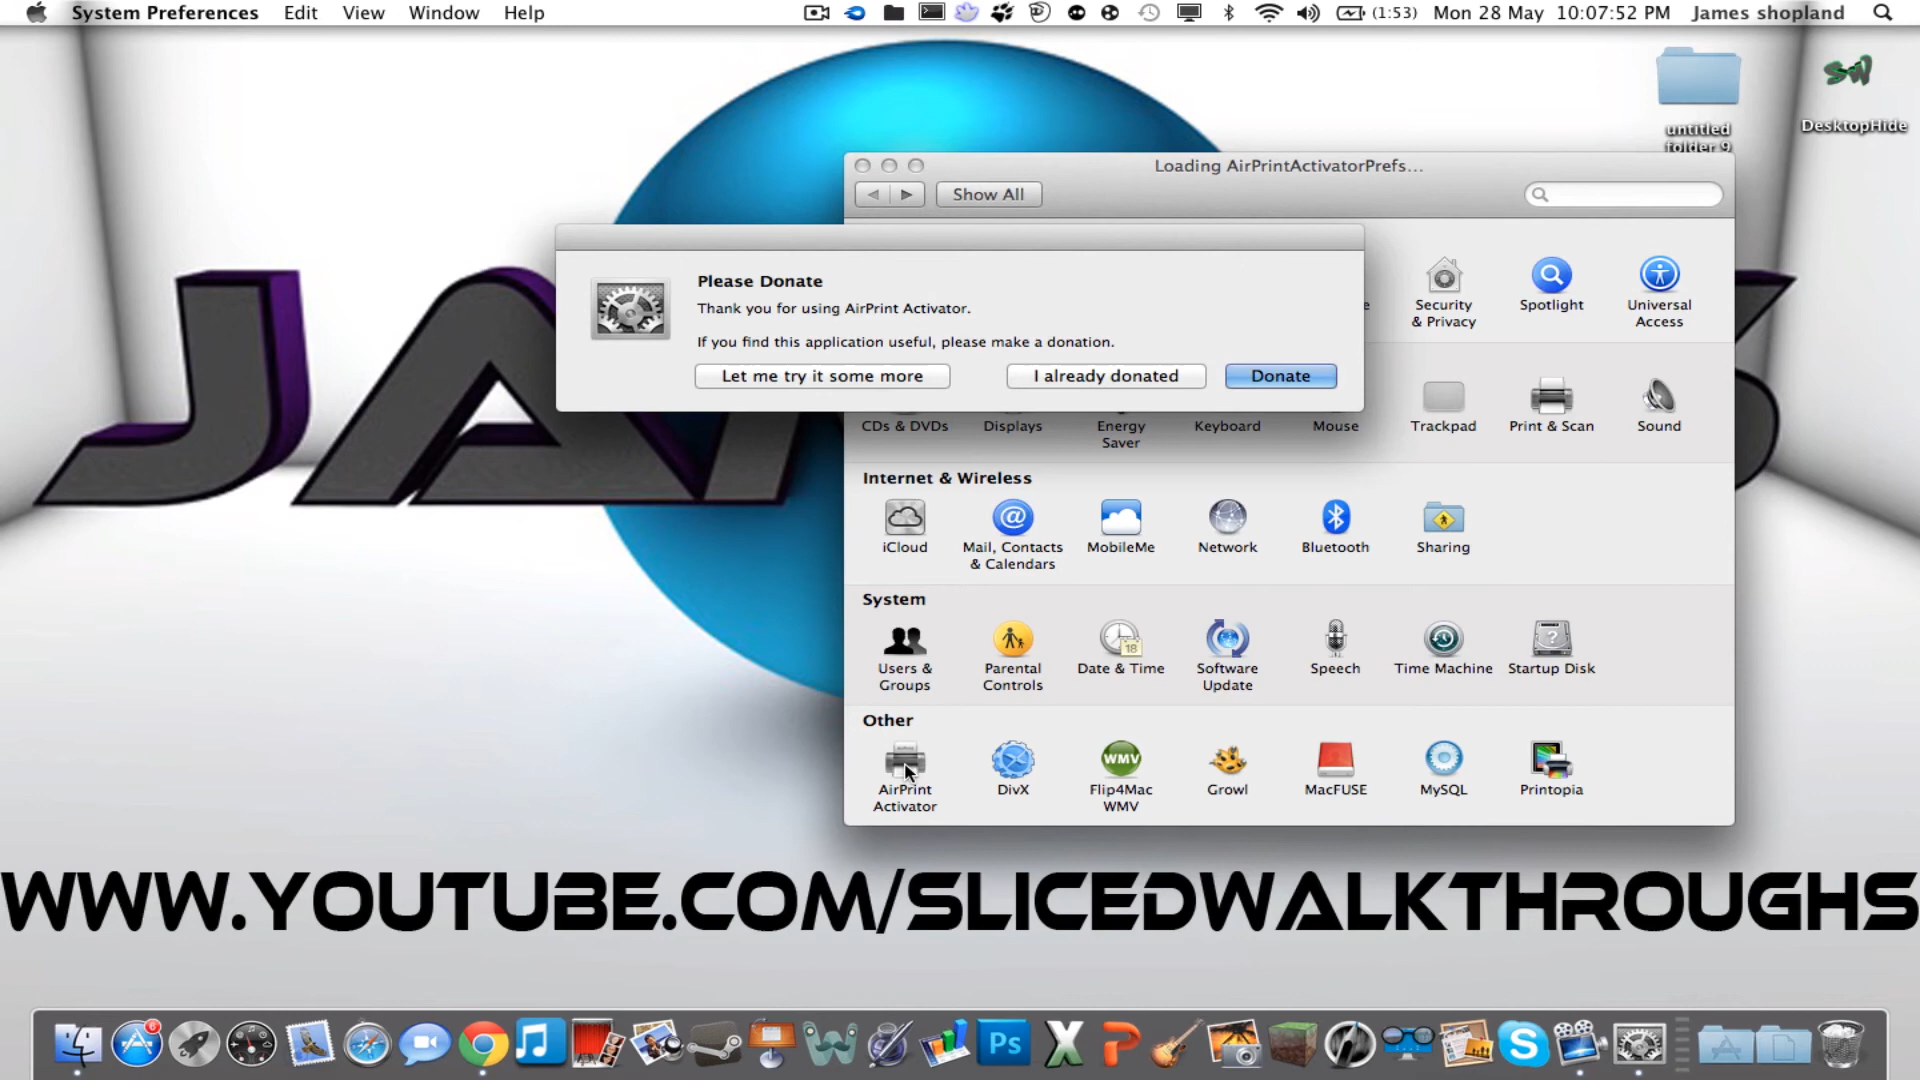 System Preferences Edit View Window Help (1:53) Mon 28 May 10:07:52 PM James shopland
untitled folder 9
DesktopHide
Loading AirPrintActivatorPrefs...
Show All
Please Donate
Thank you for using AirPrint Activator.
If you find this application useful, please make a donation.
Let me try it some more I already donated Donate
Security & Privacy
Spotlight
Universal Access
CDs & DVDs
Displays
Energy Saver
Keyboard
Mouse
Trackpad
Print & Scan
Sound
Internet & Wireless
iCloud
Mail, Contacts & Calendars
MobileMe
Network
Bluetooth
Sharing
System
Users & Groups
Parental Controls
18
Date & Time
Software Update
Speech
Time Machine
?
Startup Disk
Other
AirPrint Activator
DivX
WMV
Flip4Mac WMV
Growl
MacFUSE
MySQL
Printopia
WWW.YOUTUBE.COM/SLICEDWALKTHROUGHS
6
Ps